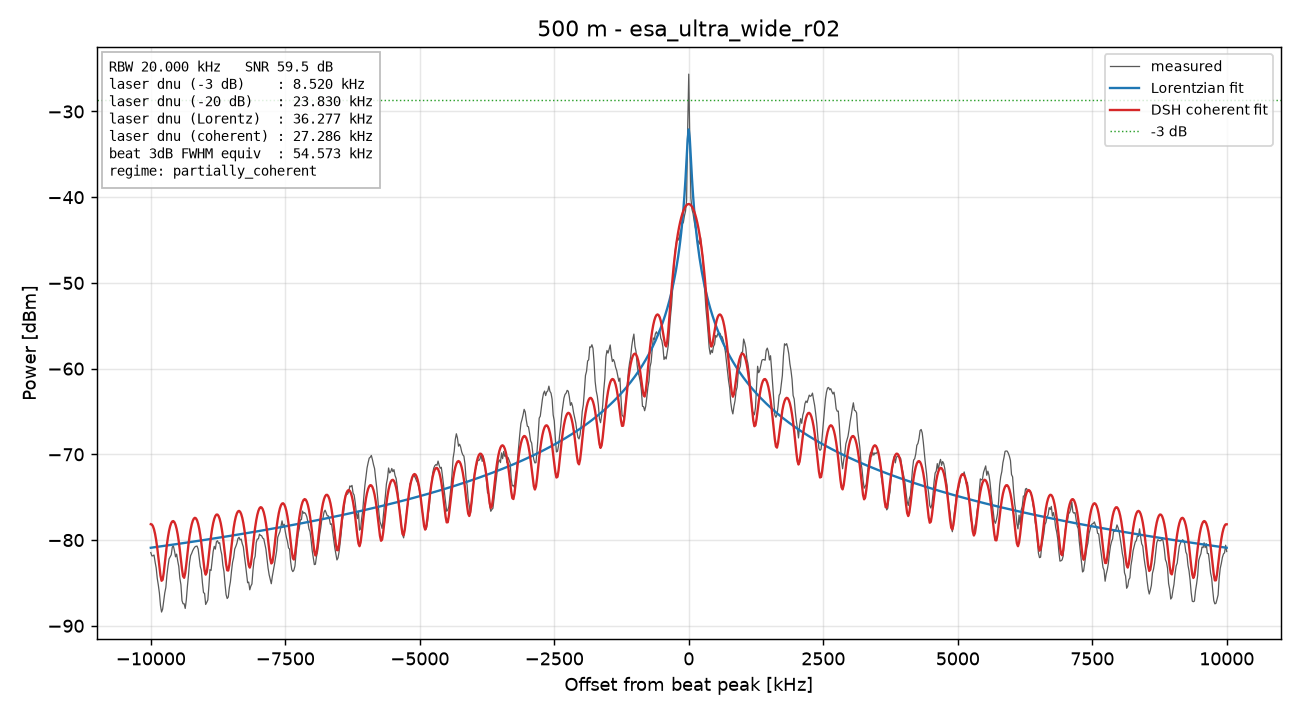 500 m - esa_ultra_wide_r02
RBW 20.000 kHz   SNR 59.5 dB
laser dnu (-3 dB)    : 8.520 kHz
laser dnu (-20 dB)   : 23.830 kHz
laser dnu (Lorentz)  : 36.277 kHz
laser dnu (coherent) : 27.286 kHz
beat 3dB FWHM equiv  : 54.573 kHz
regime: partially_coherent
measured
Lorentzian fit
DSH coherent fit
-3 dB
Power [dBm]
−30
−40
−50
−60
−70
−80
−90
−10000
−7500
−5000
−2500
0
2500
5000
7500
10000
Offset from beat peak [kHz]